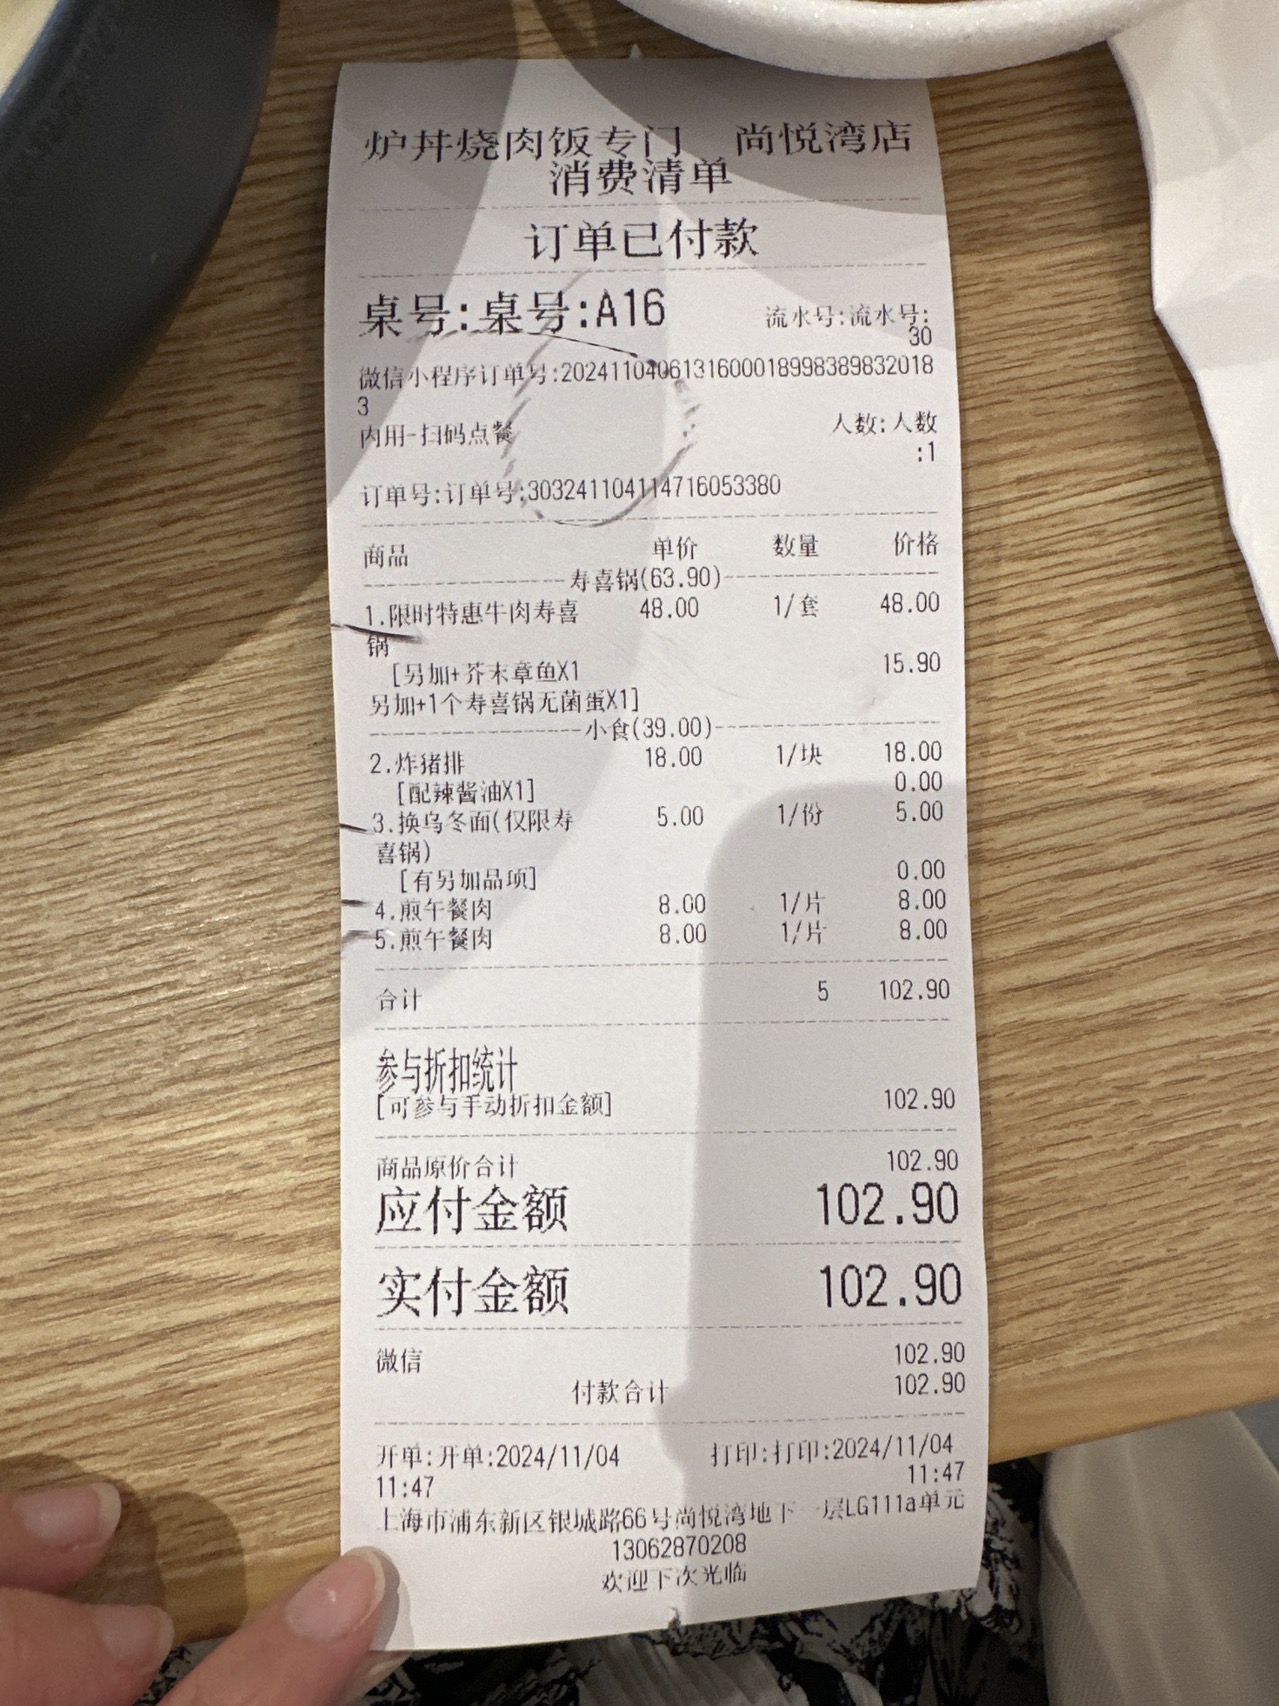 炉丼烧肉饭专门 尚悦湾店
消费清单
订单已付款
桌号:桌号:A16 流水号:流水号:
30
微信小程序订单号:2024110406131600018998389832018
3
内用-扫码点餐 人数:人数
:1
订单号:订单号:303241104114716053380
商品 单价 数量 价格
寿喜锅(63.90)
1.限时特惠牛肉寿喜 48.00 1/套 48.00
锅
[另加+芥末章鱼X1 15.90
另加+1个寿喜锅无菌蛋X1]
小食(39.00)
2.炸猪排 18.00 1/块 18.00
[配辣酱油X1] 0.00
3.换乌冬面(仅限寿 5.00 1/份 5.00
喜锅)
[有另加品项] 0.00
4.煎午餐肉 8.00 1/片 8.00
5.煎午餐肉 8.00 1/片 8.00
合计 5 102.90
参与折扣统计
[可参与手动折扣金额] 102.90
商品原价合计 102.90
应付金额 102.90
实付金额 102.90
微信 102.90
付款合计 102.90
开单:开单:2024/11/04 打印:打印:2024/11/04
11:47 11:47
上海市浦东新区银城路66号尚悦湾地下一层LG111a单元
13062870208
欢迎下次光临